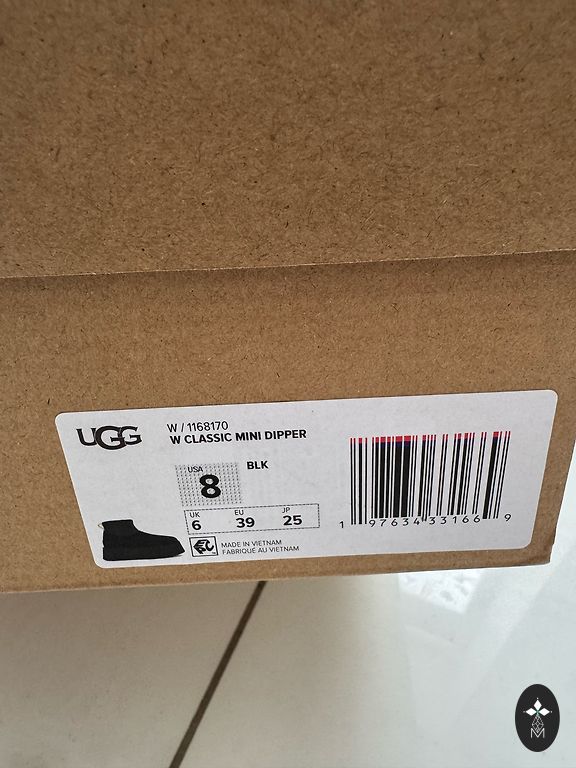 UGG
W / 1168170
W CLASSIC MINI DIPPER
USA
8
BLK
UK EU JP
6 39 25
MADE IN VIETNAM
FABRIQUÉ AU VIETNAM
1 97634 33166 9
M